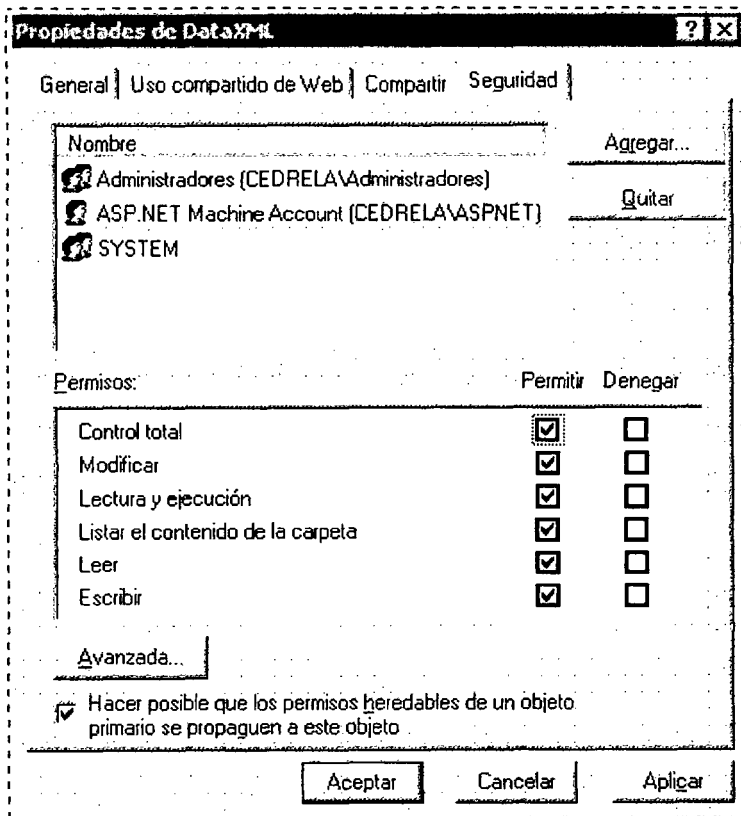 Propiedades de DataXML
General Uso compartido de Web Compartir Seguridad
Nombre
Agregar...
Administradores (CEDRELA\Administradores)
Quitar
ASP.NET Machine Account (CEDRELA\ASPNET)
SYSTEM
Permisos: Permitir Denegar
Control total
Modificar
Lectura y ejecución
Listar el contenido de la carpeta
Leer
Escribir
Avanzada...
Hacer posible que los permisos heredables de un objeto
primario se propaguen a este objeto
Aceptar Cancelar Aplicar